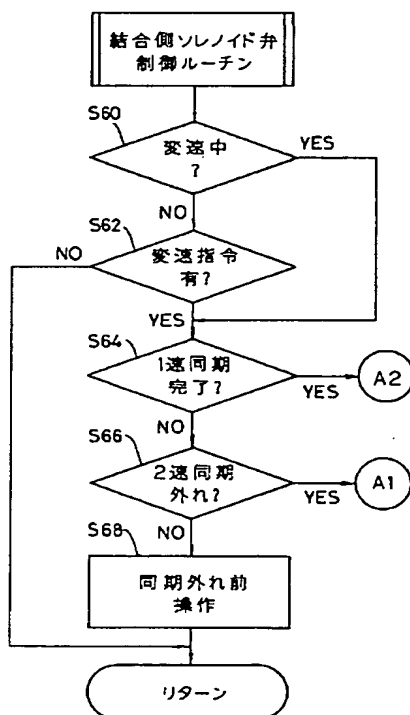 結合側ソレノイド弁
制御ルーチン
S60
変速中
?
YES
NO
S62
NO
変速指令
有?
YES
S64
1速同期
完了?
YES
A2
NO
S66
2速同期
外れ?
YES
A1
NO
S68
同期外れ前
操作
リターン